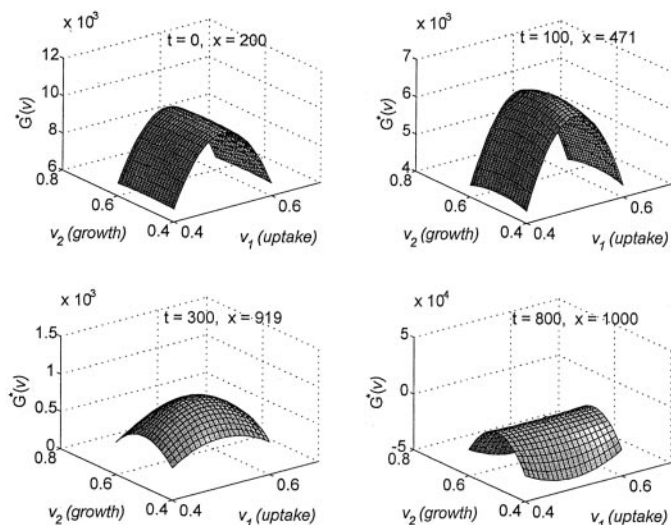 x 10³
t = 0, x = 200
12
10
8
6
G*(v)
0.8
0.6
0.4
v₂ (growth)
0.4
0.6
v₁ (uptake)
x 10³
t = 100, x = 471
7
6
5
4
G*(v)
0.8
0.6
0.4
v₂ (growth)
0.4
0.6
v₁ (uptake)
x 10³
t = 300, x = 919
1.5
1
0.5
0
G*(v)
0.8
0.6
0.4
v₂ (growth)
0.4
0.6
v₁ (uptake)
x 10⁴
t = 800, x = 1000
5
0
-5
G*(v)
0.8
0.6
0.4
v₂ (growth)
0.4
0.6
v₁ (uptake)